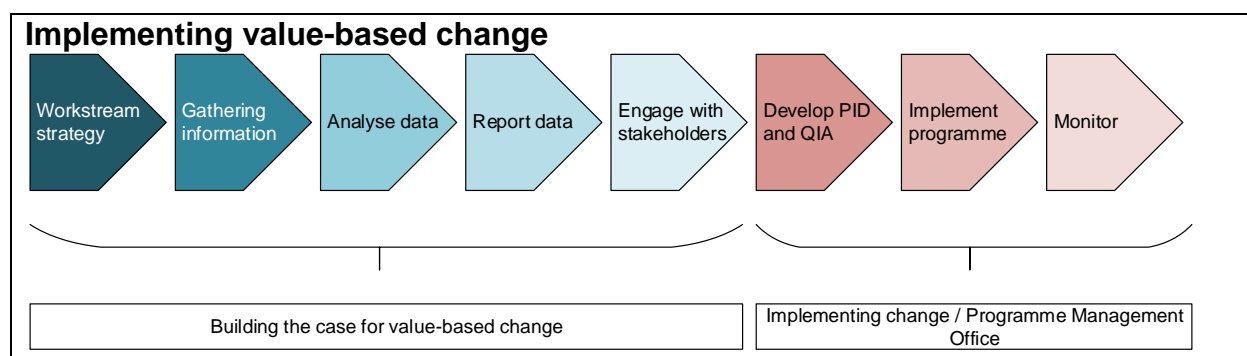 Implementing value-based change
Workstream
strategy
Gathering
information
Analyse data
Report data
Engage with
stakeholders
Develop PID
and QIA
Implement
programme
Monitor
Building the case for value-based change
Implementing change / Programme Management
Office